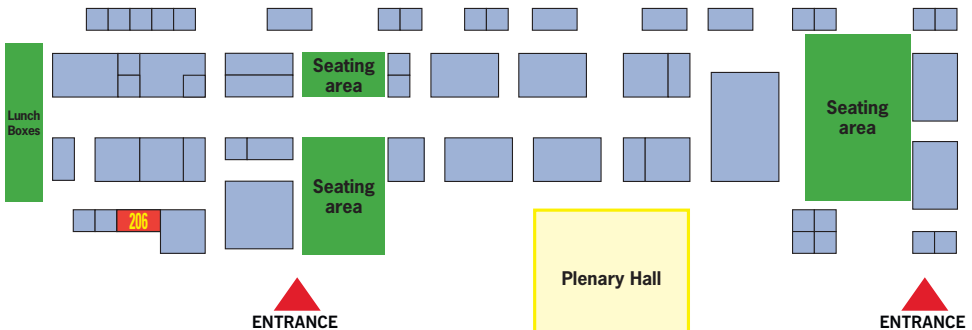 Seating
area
Lunch
Boxes
Seating
area
Seating
area
206
Plenary Hall
ENTRANCE
ENTRANCE